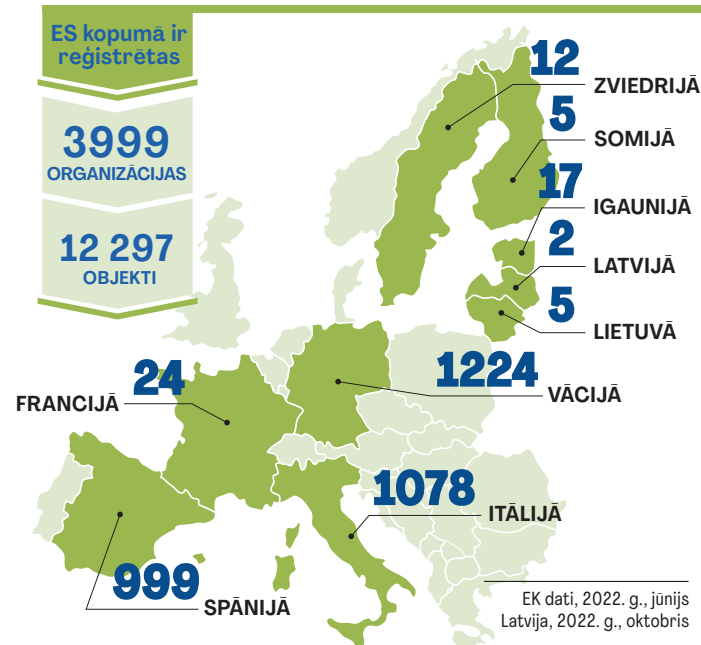 ES kopumā ir
reģistrētas
3999
ORGANIZĀCIJAS
12 297
OBJEKTI
12
ZVIEDRIJĀ
5
SOMIJĀ
17
IGAUNIJĀ
2
LATVIJĀ
5
LIETUVĀ
24
FRANCIJĀ
1224
VĀCIJĀ
1078
ITĀLIJĀ
999
SPĀNIJĀ
EK dati, 2022. g., jūnijs
Latvija, 2022. g., oktobris